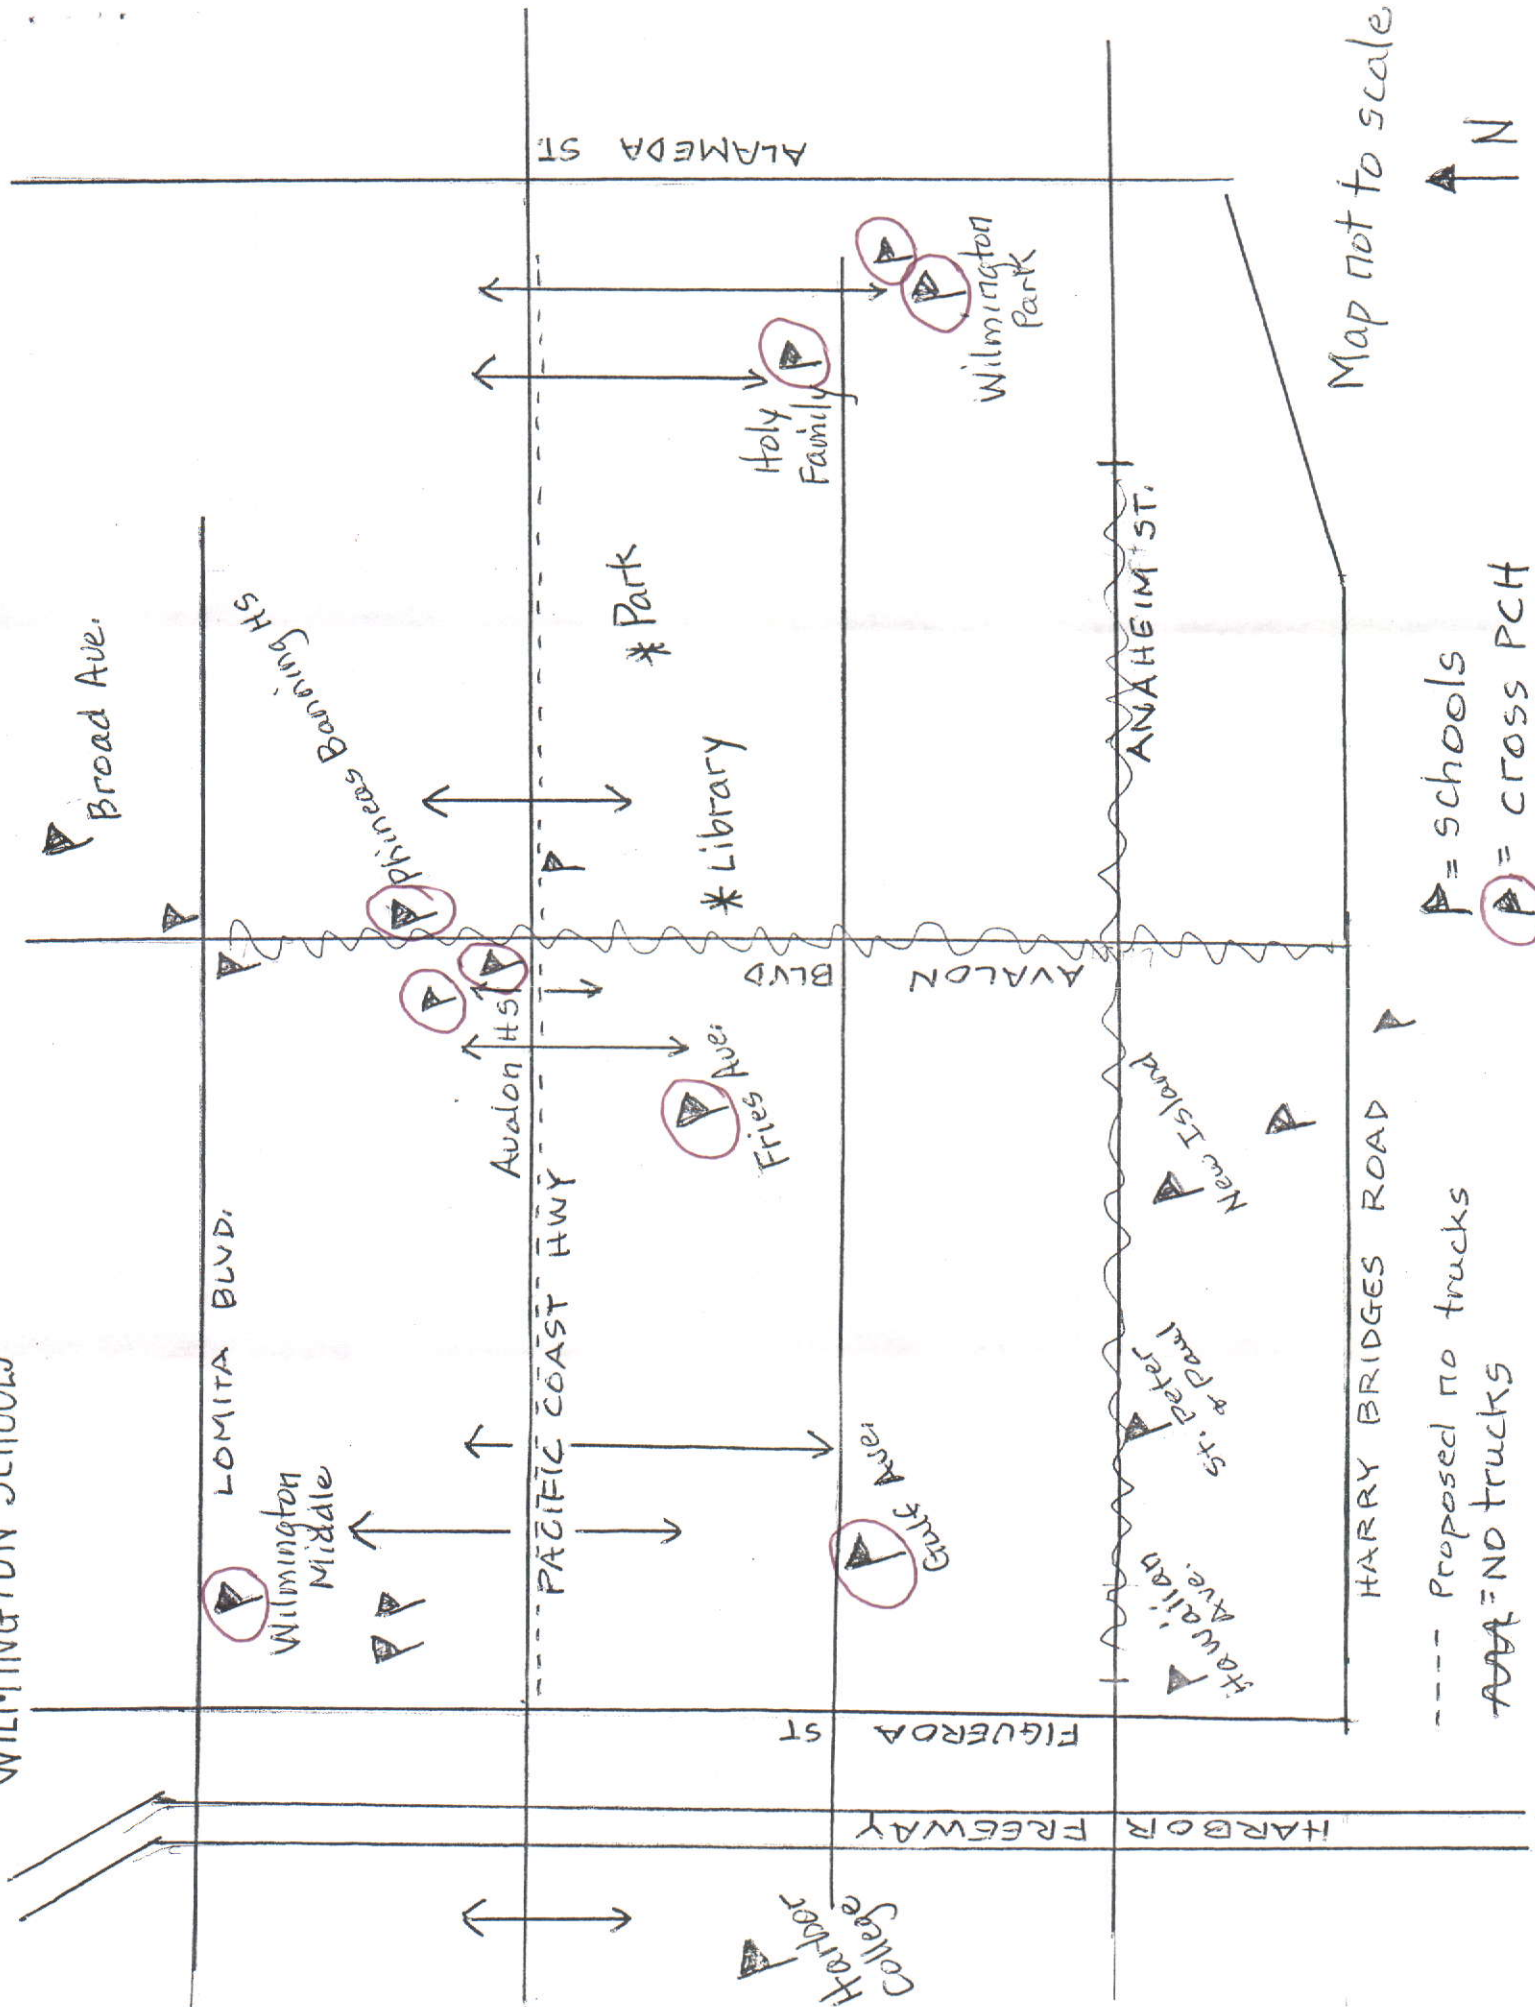 WILMINGTON SCHOOLS
Broad Ave.
LOMITA BLVD.
Wilmington
Middle
Phineas Banning HS
Avalon HS
PACIFIC COAST HWY
Fries Ave.
* Library
* Park
Holy
Family
Wilmington
Park
Gulf Ave.
Harbor
College
HARBOR FREEWAY
FIGUEROA ST
AVALON BLVD
ALAMEDA ST.
ANAHEIM ST.
Hawaiian
Ave.
St. Peter
& Paul
New Island
HARRY BRIDGES ROAD
Map not to scale
N
---- Proposed no trucks
= NO trucks
= schools
= cross PCH